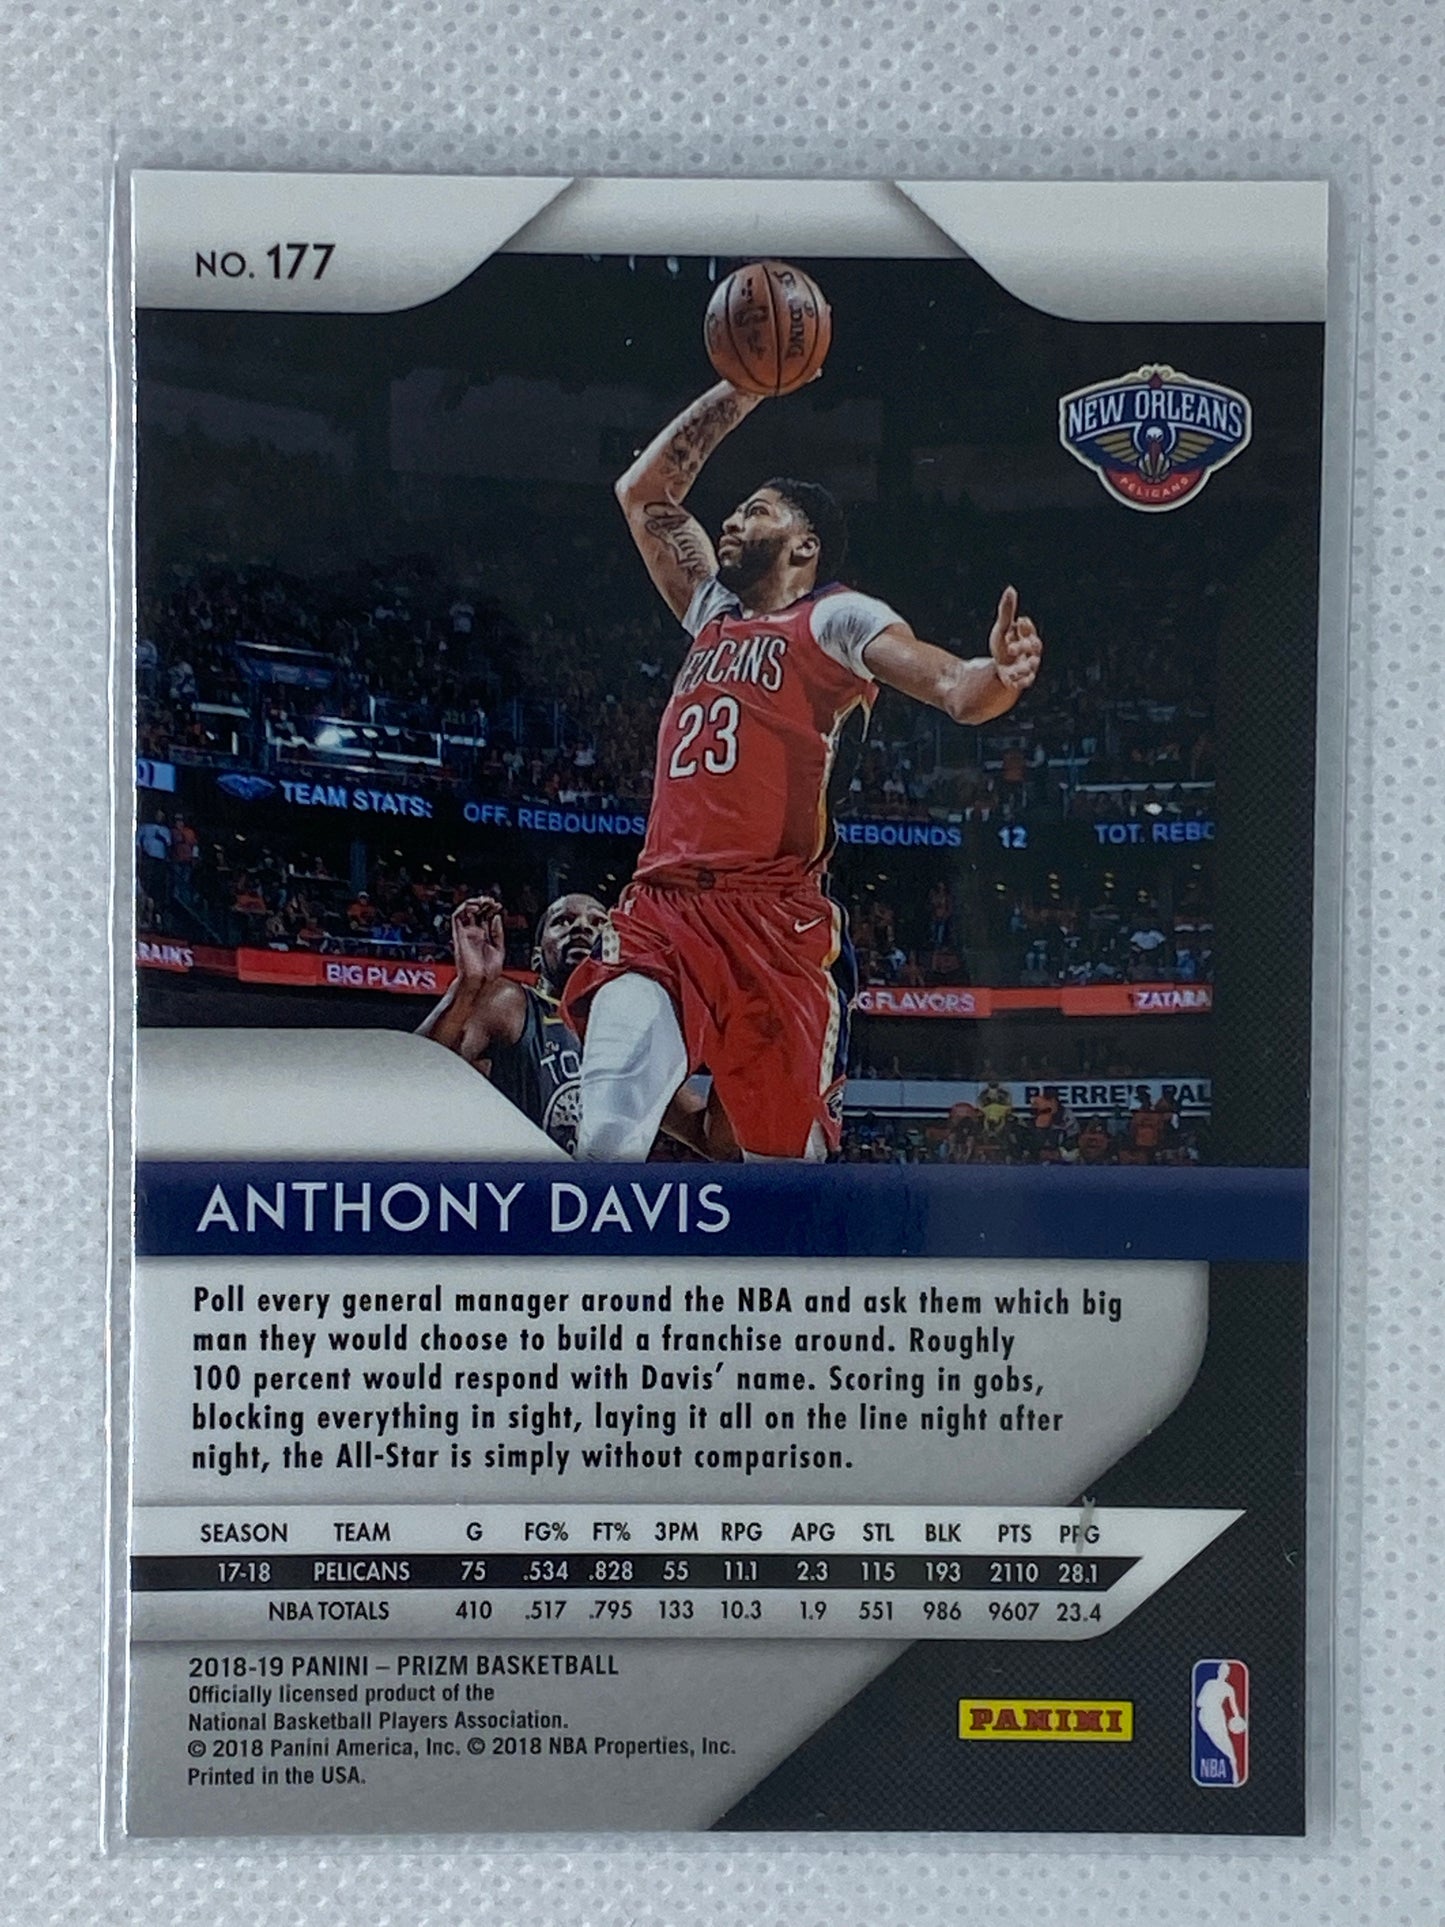 NO. 177
SPALDING
NEW ORLEANS
PELICANS
PELICANS
23
TEAM STATS: OFF. REBOUNDS REBOUNDS 12 TOT. REBO
BIG PLAYS G FLAVORS ZATARA
TO
PIERRE'S PAL
ANTHONY DAVIS
Poll every general manager around the NBA and ask them which big
man they would choose to build a franchise around. Roughly
100 percent would respond with Davis' name. Scoring in gobs,
blocking everything in sight, laying it all on the line night after
night, the All-Star is simply without comparison.
SEASON TEAM G FG% FT% 3PM RPG APG STL BLK PTS PPG
17-18 PELICANS 75 .534 .828 55 11.1 2.3 115 193 2110 28.1
NBA TOTALS 410 .517 .795 133 10.3 1.9 551 986 9607 23.4
2018-19 PANINI – PRIZM BASKETBALL
Officially licensed product of the
National Basketball Players Association.
© 2018 Panini America, Inc. © 2018 NBA Properties, Inc.
Printed in the USA.
PANINI
NBA